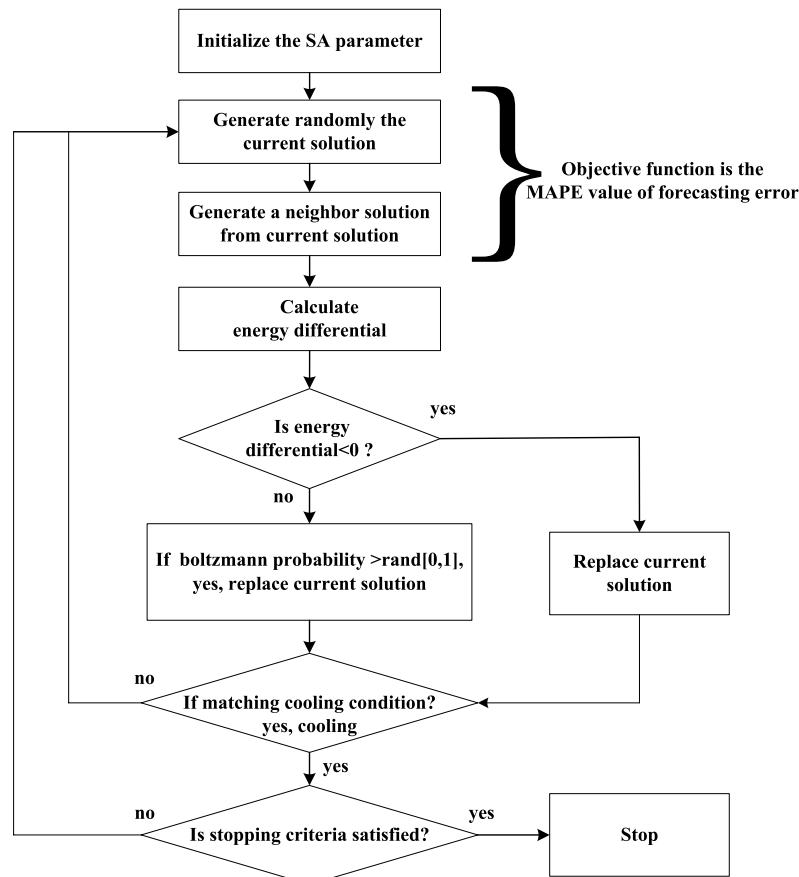 Initialize the SA parameter
Generate randomly the
current solution
Objective function is the
MAPE value of forecasting error
Generate a neighbor solution
from current solution
Calculate
energy differential
yes
Is energy
differential<0 ?
no
If boltzmann probability >rand[0,1],
yes, replace current solution
Replace current
solution
no
If matching cooling condition?
yes, cooling
yes
no
yes
Is stopping criteria satisfied?
Stop